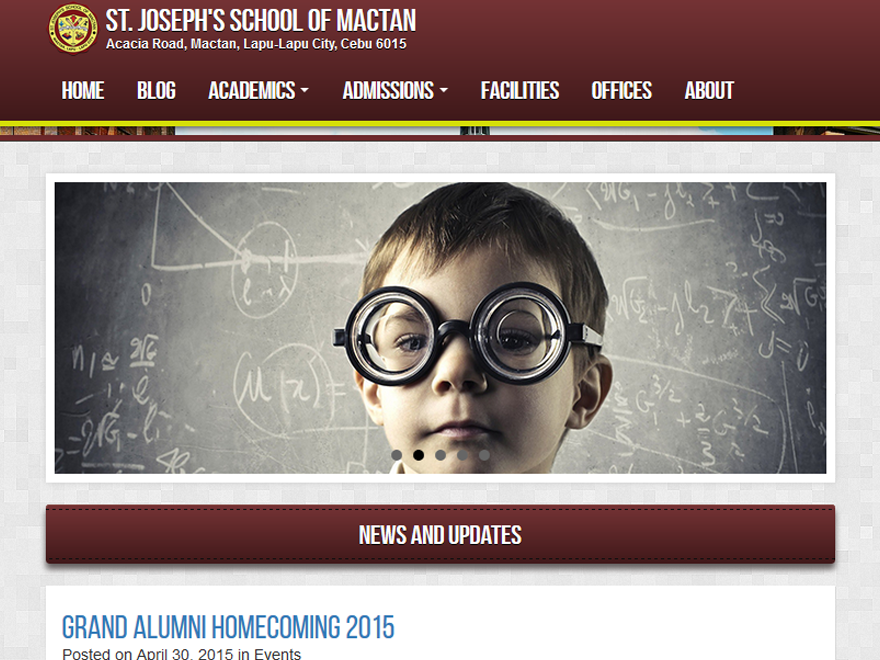 ST. JOSEPH'S SCHOOL OF MACTAN
Acacia Road, Mactan, Lapu-Lapu City, Cebu 6015
HOME BLOG ACADEMICS ADMISSIONS FACILITIES OFFICES ABOUT
NEWS AND UPDATES
GRAND ALUMNI HOMECOMING 2015
Posted on April 30, 2015 in Events